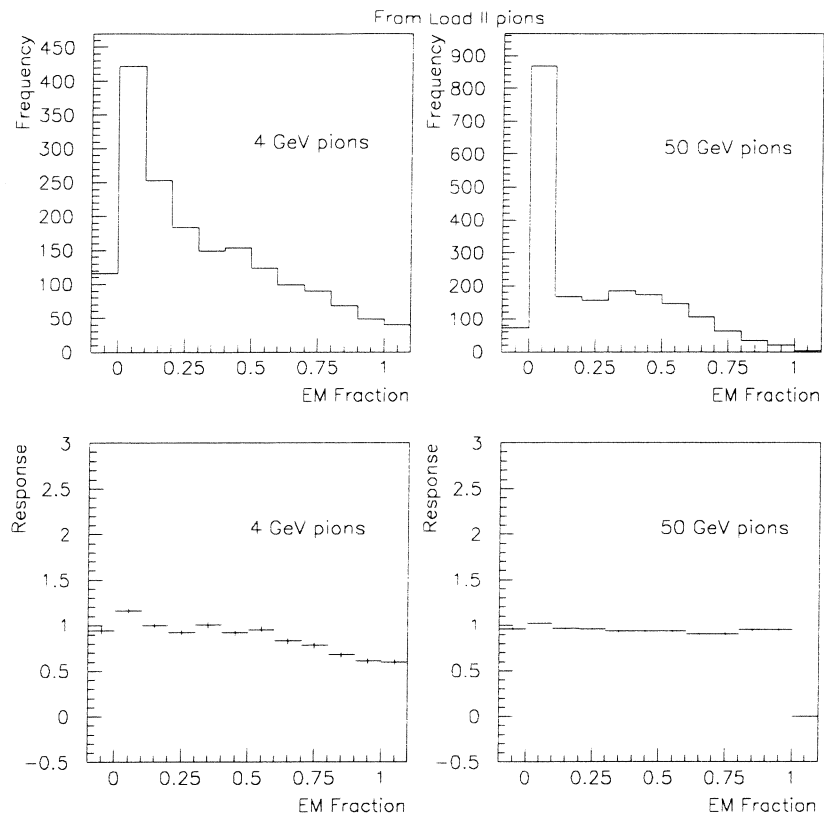 From Load II pions
Frequency
450
400
350
300
250
200
150
100
50
0
4 GeV pions
0 0.25 0.5 0.75 1
EM Fraction
Frequency
900
800
700
600
500
400
300
200
100
0
50 GeV pions
0 0.25 0.5 0.75 1
EM Fraction
Response
3
2.5
2
1.5
1
0.5
0
−0.5
4 GeV pions
0 0.25 0.5 0.75 1
EM Fraction
Response
3
2.5
2
1.5
1
0.5
0
−0.5
50 GeV pions
0 0.25 0.5 0.75 1
EM Fraction